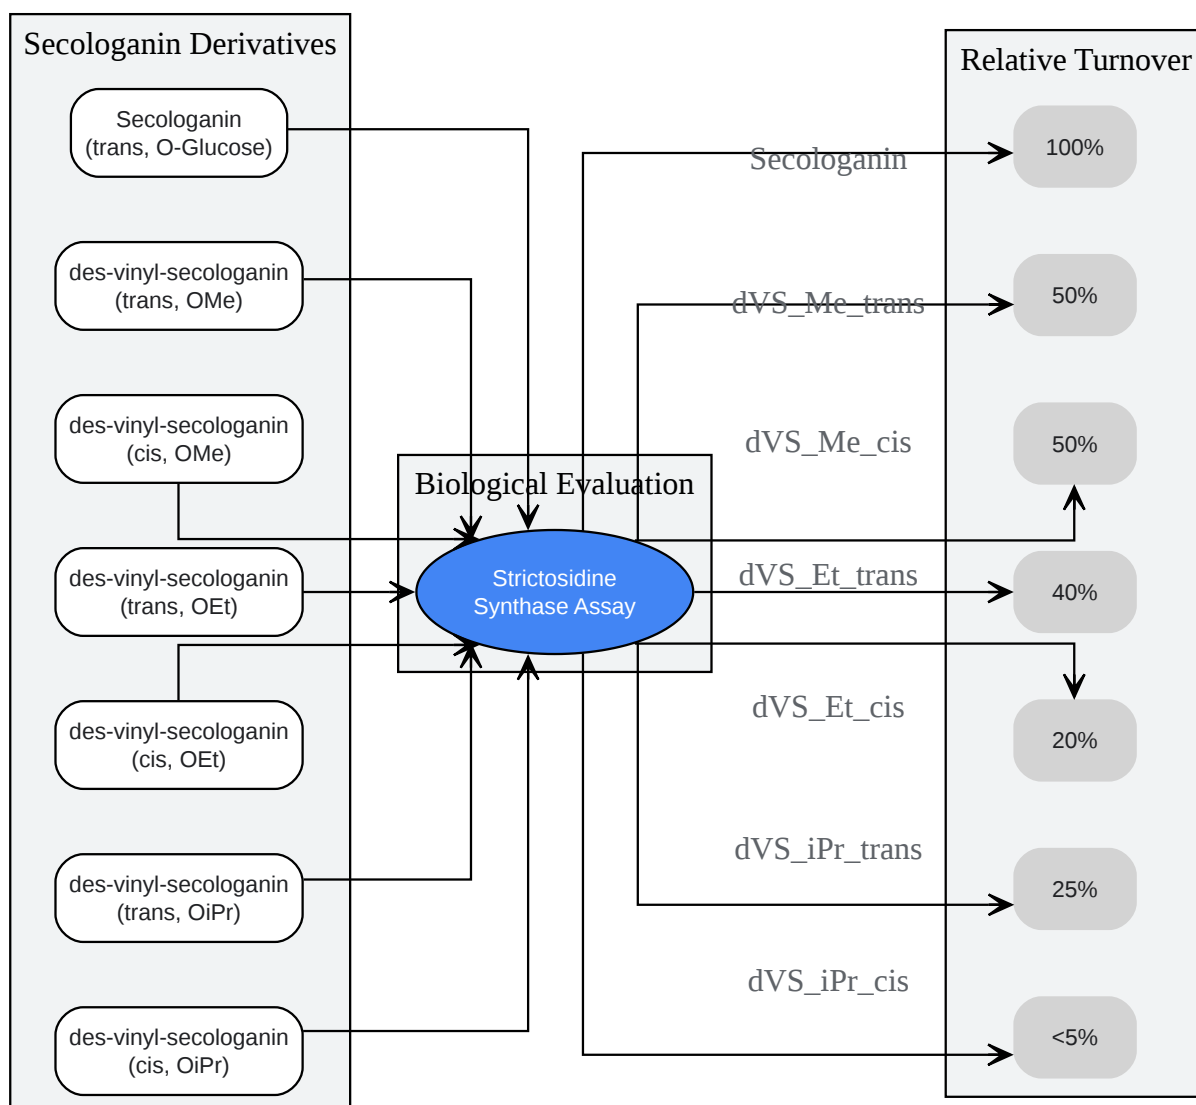 Secologanin Derivatives
Secologanin
(trans, O-Glucose)
des-vinyl-secologanin
(trans, OMe)
des-vinyl-secologanin
(cis, OMe)
des-vinyl-secologanin
(trans, OEt)
des-vinyl-secologanin
(cis, OEt)
des-vinyl-secologanin
(trans, OiPr)
des-vinyl-secologanin
(cis, OiPr)
Biological Evaluation
Strictosidine
Synthase Assay
Secologanin
dVS_Me_trans
dVS_Me_cis
dVS_Et_trans
dVS_Et_cis
dVS_iPr_trans
dVS_iPr_cis
Relative Turnover
100%
50%
50%
40%
20%
25%
<5%